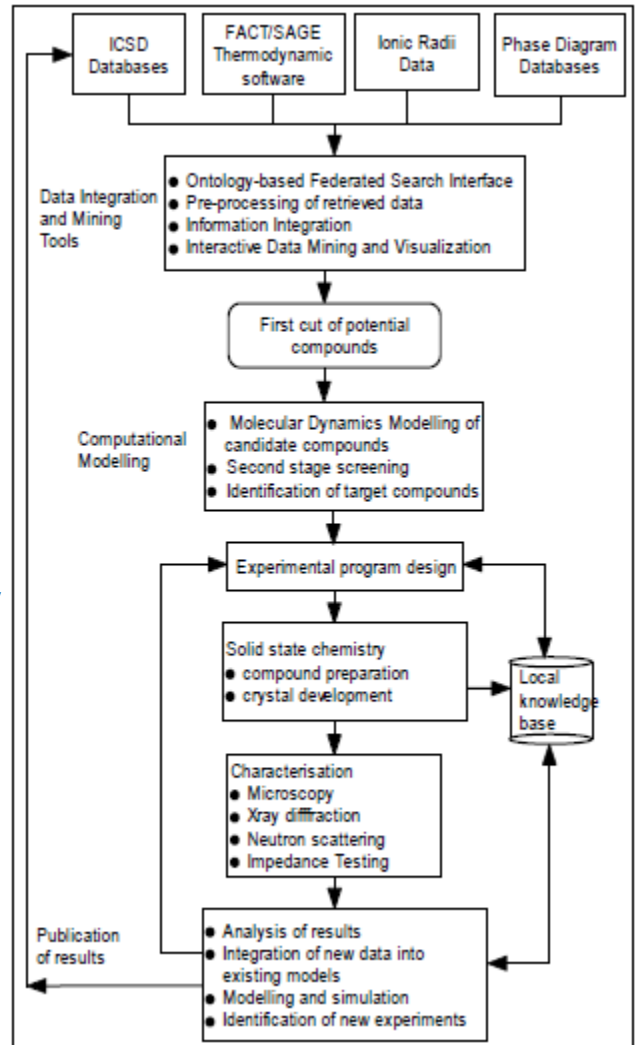 ICSD
Databases
FACT/SAGE
Thermodynamic
software
Ionic Radii
Data
Phase Diagram
Databases
Data Integration
and Mining
Tools
● Ontology-based Federated Search Interface
● Pre-processing of retrieved data
● Information Integration
● Interactive Data Mining and Visualization
First cut of potential
compounds
Computational
Modelling
● Molecular Dynamics Modelling of
candidate compounds
● Second stage screening
● Identification of target compounds
Experimental program design
Solid state chemistry
● compound preparation
● crystal development
Local
knowledge
base
Characterisation
● Microscopy
● Xray diffraction
● Neutron scattering
● Impedance Testing
Publication
of results
● Analysis of results
● Integration of new data into
existing models
● Modelling and simulation
● Identification of new experiments